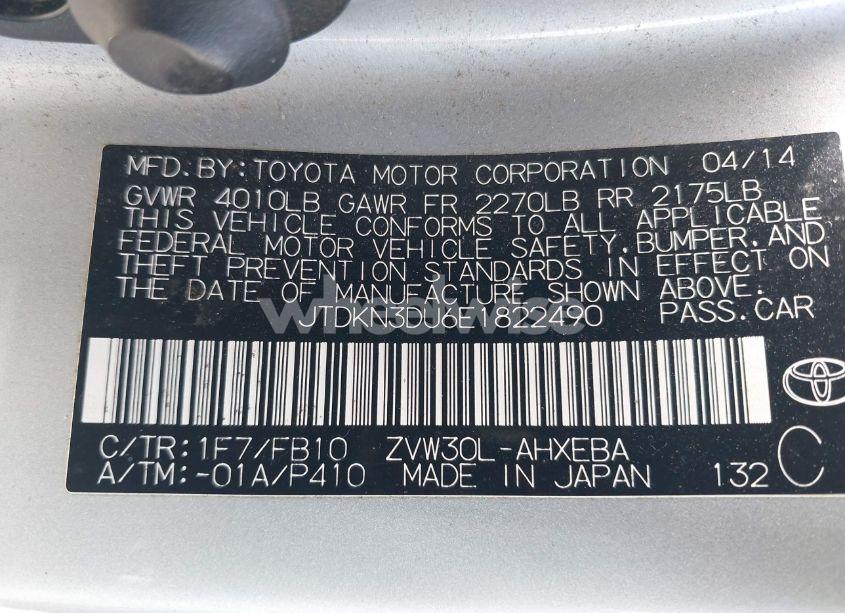 MFD.BY:TOYOTA MOTOR CORPORATION 04/14
GVWR 4010LB GAWR FR 2270LB RR 2175LB
THIS VEHICLE CONFORMS TO ALL APPLICABLE
FEDERAL MOTOR VEHICLE SAFETY,BUMPER,AND
THEFT PREVENTION STANDARDS IN EFFECT ON
THE DATE OF MANUFACTURE SHOWN ABOVE.
JTDKN3DU6E1822490 PASS.CAR
wheelwise
C/TR:1F7/FB10 ZVW30L-AHXEBA
A/TM:-01A/P410 MADE IN JAPAN 132 C